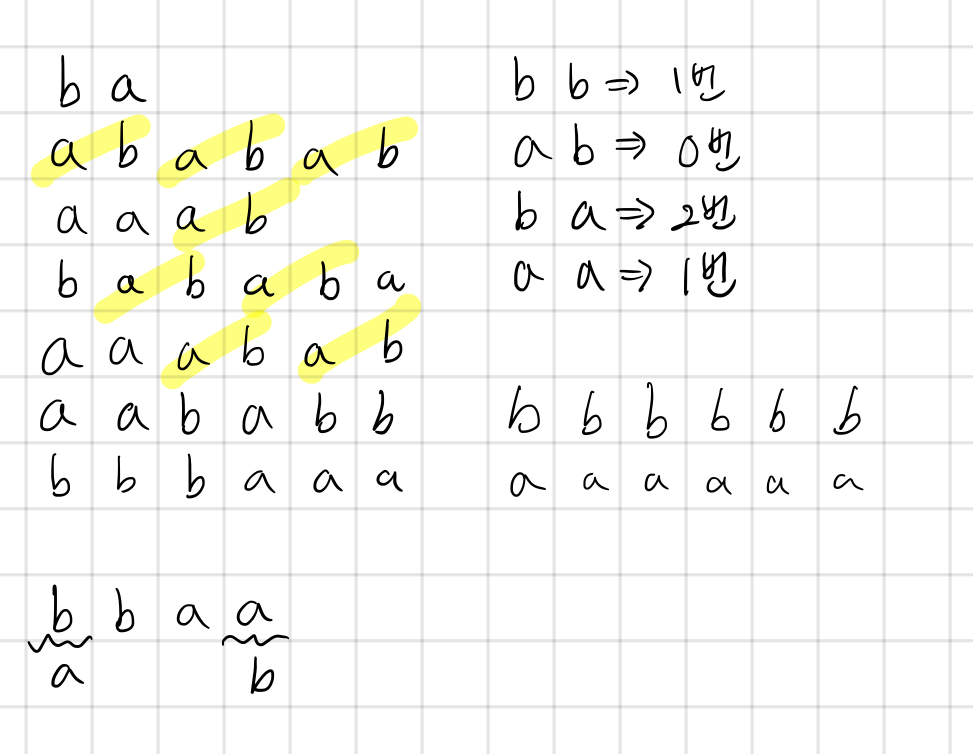 b a
a b a b a b
a a a b
b a b a b a
a a a b a b
a a b a b b
b b b a a a
b b a a
a b
b b ⇒ 1번
a b ⇒ 0번
b a ⇒ 2번
a a ⇒ 1번
b b b b b b
a a a a a a